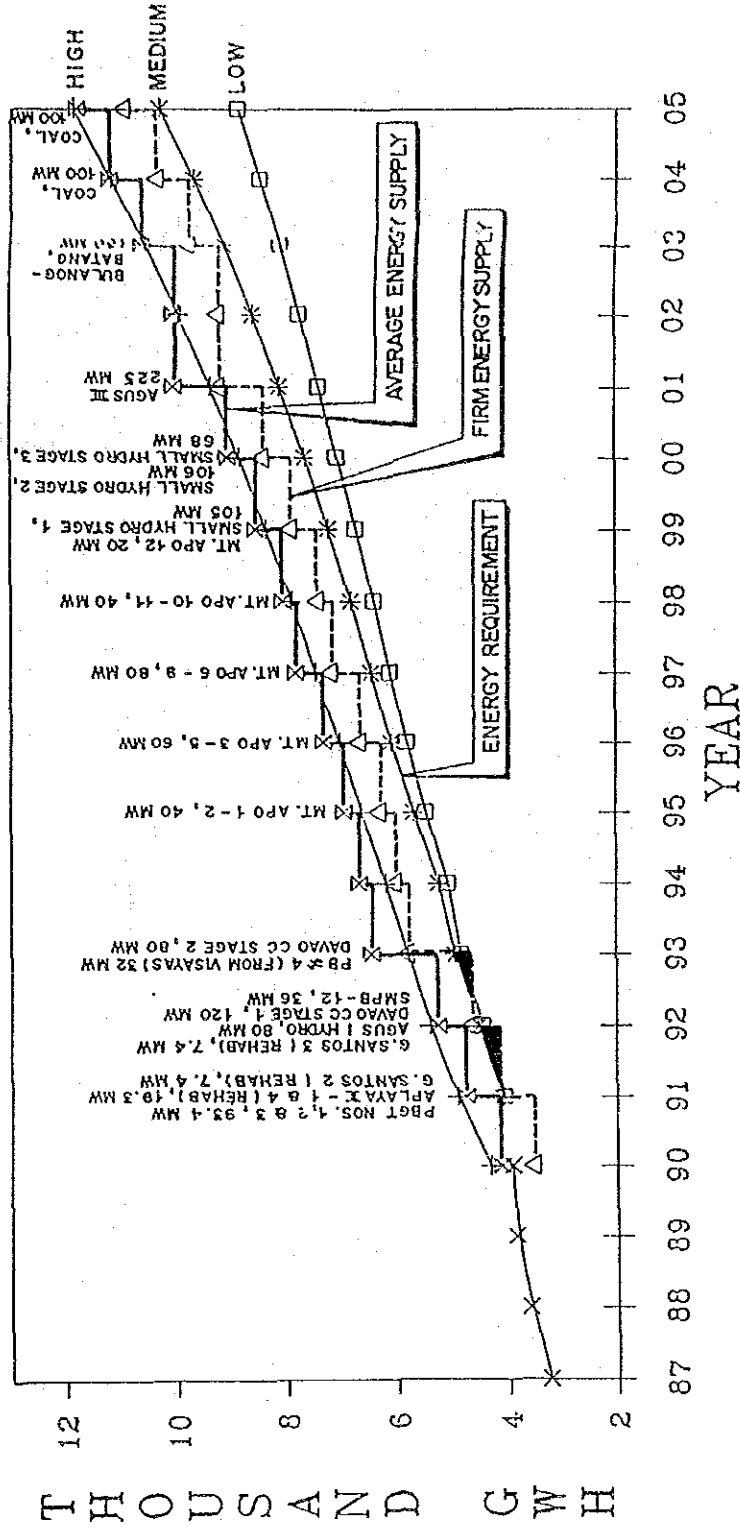 THOUSAND GWH
12
10
8
6
4
2
HIGH
MEDIUM
LOW
PBGT NOS. 1, 2 & 3, 93.4 MW
APLAYA X-1 & 4 (REHAB), 19.3 MW
G.SANTOS 2 (REHAB), 7.4 MW
G.SANTOS 3 (REHAB), 7.4 MW
AGUS I HYDRO, 80 MW
DAVAO CC STAGE 1, 120 MW
SMPB-12, 36 MW
PB # 4 (FROM VISAYAS) 32 MW
DAVAO CC STAGE 2, 80 MW
MT. APO 1-2, 40 MW
MT. APO 3-5, 60 MW
MT. APO 6-9, 80 MW
MT. APO 10-11, 40 MW
MT. APO 12, 20 MW
SMALL HYDRO STAGE 1,
105 MW
SMALL HYDRO STAGE 2,
106 MW
SMALL HYDRO STAGE 3,
68 MW
AGUS III
225 MW
BULANOG-
BATANG,
MW
COAL,
100 MW
COAL,
100 MW
AVERAGE ENERGY SUPPLY
FIRM ENERGY SUPPLY
ENERGY REQUIREMENT
87 88 89 90 91 92 93 94 95 96 97 98 99 00 01 02 03 04 05
YEAR